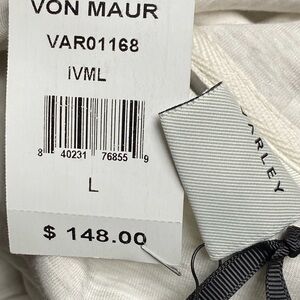 VON MAUR
VAR01168
IVML
8 40231 76855 9
L
$ 148.00
ARLEY